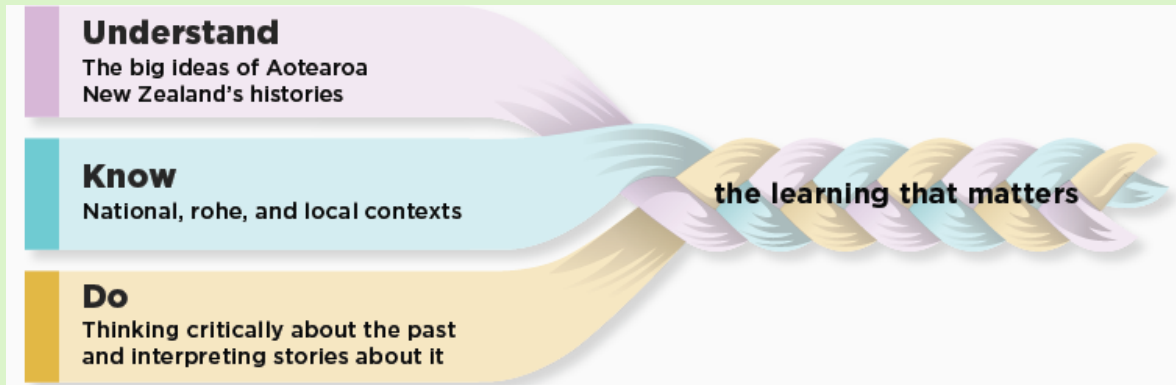 Understand
The big ideas of Aotearoa
New Zealand's histories
Know
National, rohe, and local contexts
Do
Thinking critically about the past
and interpreting stories about it
the learning that matters